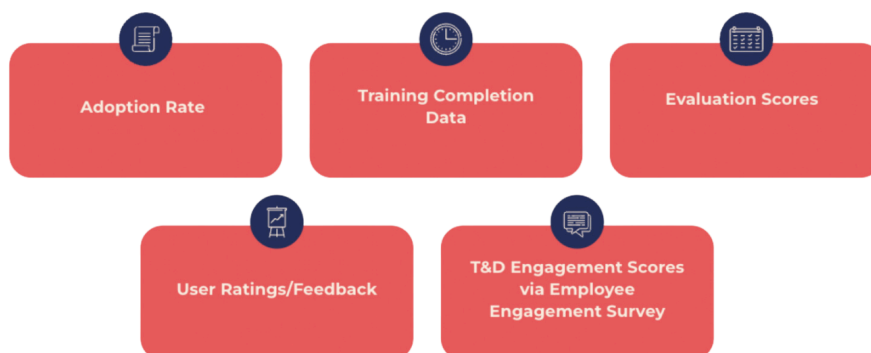 Adoption Rate
Training Completion
Data
Evaluation Scores
User Ratings/Feedback
T&D Engagement Scores
via Employee
Engagement Survey